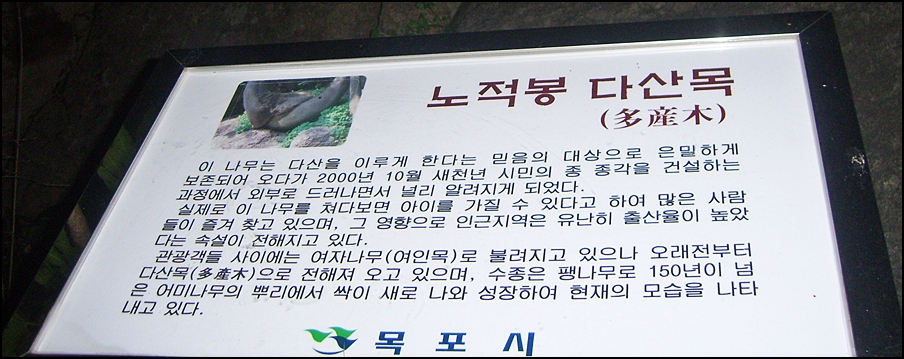 노적봉 다산목
(多産木)
이 나무는 다산을 이루게 한다는 믿음의 대상으로 은밀하게
보존되어 오다가 2000년 10월 새천년 시민의 종 종각을 건설하는
과정에서 외부로 드러나면서 널리 알려지게 되었다.
실제로 이 나무를 쳐다보면 아이를 가질 수 있다고 하여 많은 사람
들이 즐겨 찾고 있으며, 그 영향으로 인근지역은 유난히 출산율이 높았
다는 속설이 전해지고 있다.
관광객들 사이에는 여자나무(여인목)로 불려지고 있으나 오래전부터
다산목(多産木)으로 전해져 오고 있으며, 수종은 팽나무로 150년이 넘
은 어미나무의 뿌리에서 싹이 새로 나와 성장하여 현재의 모습을 나타
내고 있다.
목포시